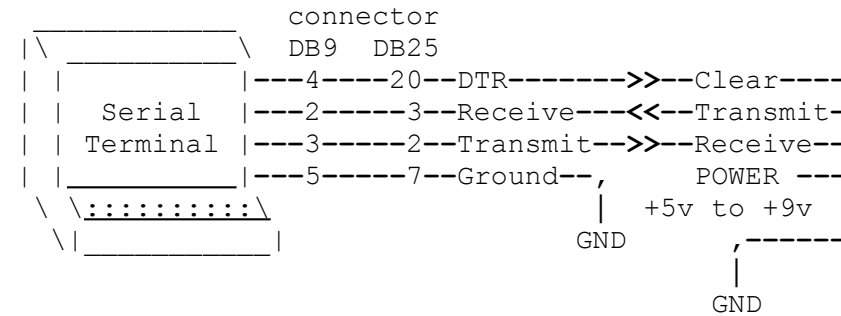 connector
DB9 DB25
4 20 DTR >> Clear
Serial 2 3 Receive << Transmit
Terminal 3 2 Transmit >> Receive
5 7 Ground POWER
+5v to +9v
GND
GND